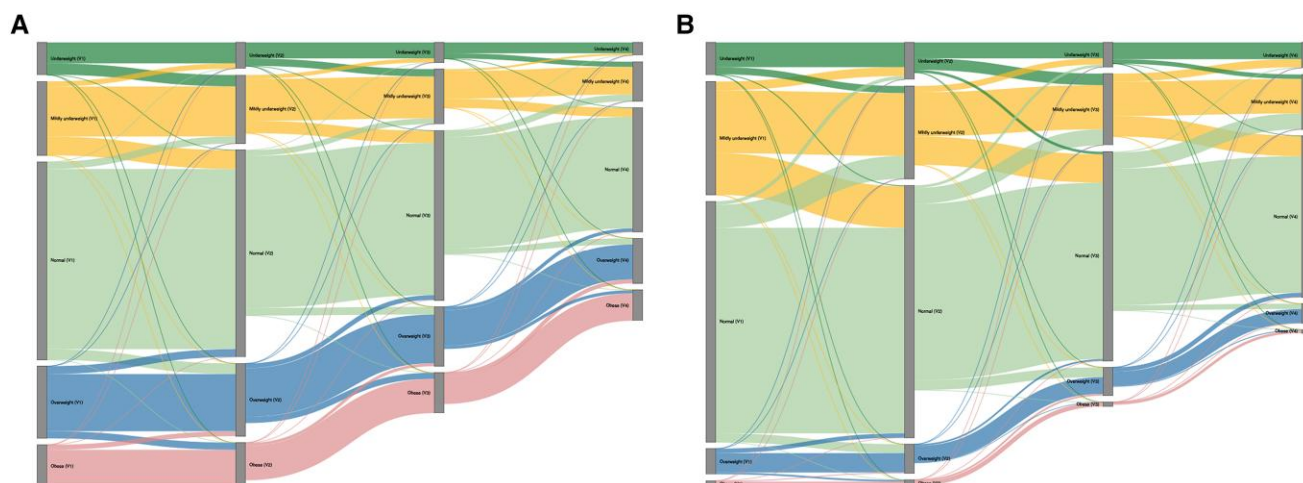 A
Underweight (V1)
Mildly underweight (V1)
Normal (V1)
Overweight (V1)
Obese (V1)
Underweight (V2)
Mildly underweight (V2)
Normal (V2)
Overweight (V2)
Obese (V2)
Underweight (V3)
Mildly underweight (V3)
Normal (V3)
Overweight (V3)
Obese (V3)
Underweight (V4)
Mildly underweight (V4)
Normal (V4)
Overweight (V4)
Obese (V4)
B
Underweight (V1)
Mildly underweight (V1)
Normal (V1)
Overweight (V1)
Underweight (V2)
Mildly underweight (V2)
Normal (V2)
Overweight (V2)
Underweight (V3)
Mildly underweight (V3)
Normal (V3)
Overweight (V3)
Obese (V3)
Underweight (V4)
Mildly underweight (V4)
Normal (V4)
Overweight (V4)
Obese (V4)